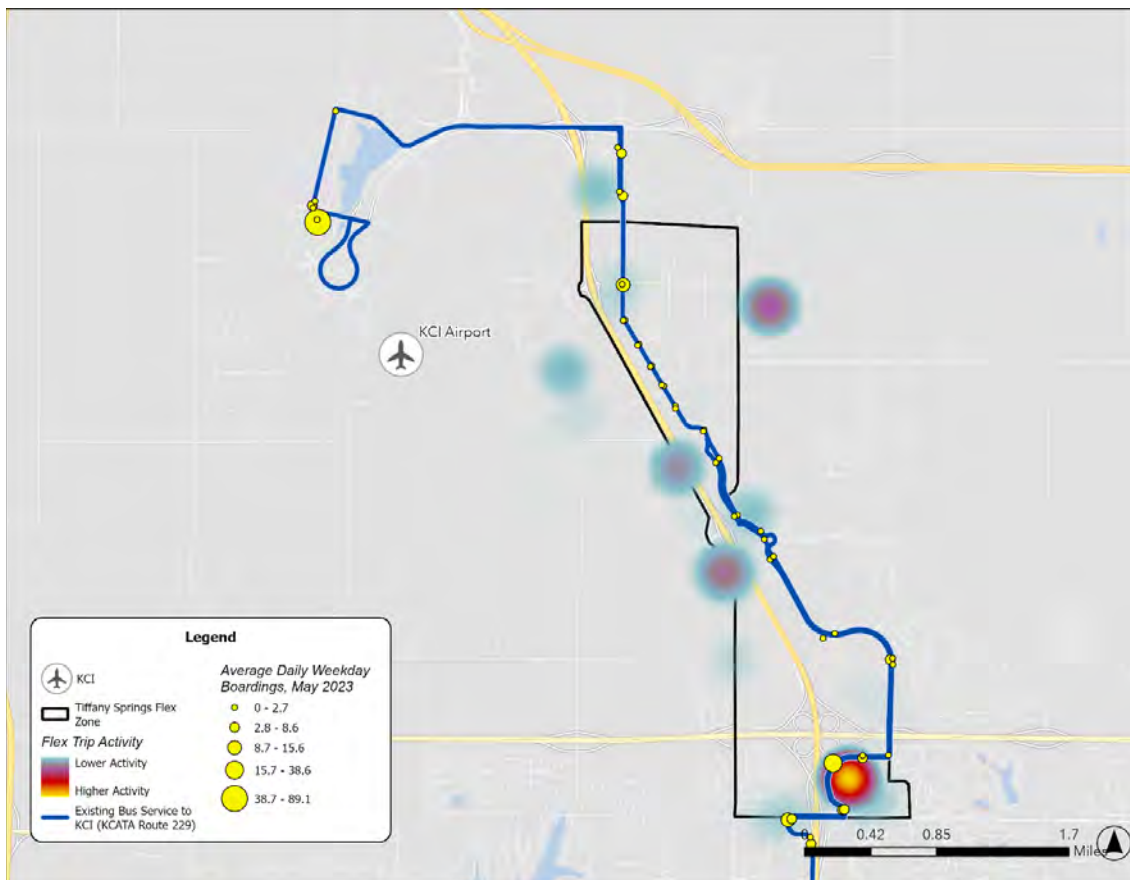 KCI Airport
Legend
KCI
Tiffany Springs Flex
Zone
Flex Trip Activity
Lower Activity
Higher Activity
Existing Bus Service to
KCI (KCATA Route 229)
Average Daily Weekday
Boardings, May 2023
0 - 2.7
2.8 - 8.6
8.7 - 15.6
15.7 - 38.6
38.7 - 89.1
0 0.42 0.85 1.7
Miles